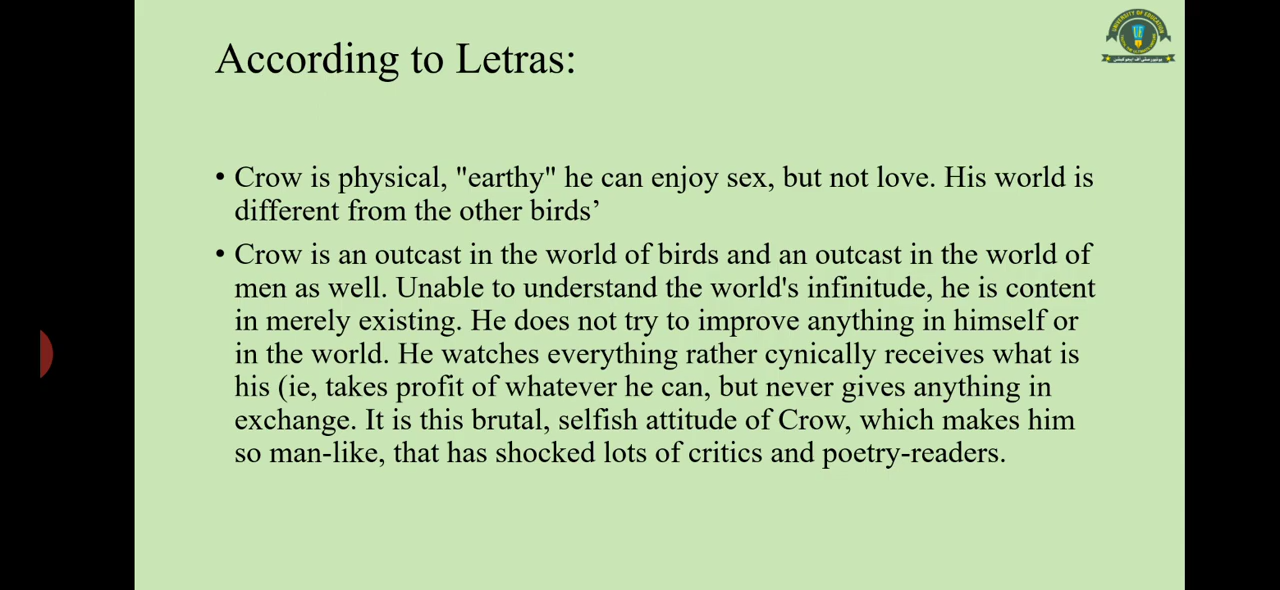 According to Letras:
UNIVERSITY OF EDUCATION
• Crow is physical, "earthy" he can enjoy sex, but not love. His world is
different from the other birds’
• Crow is an outcast in the world of birds and an outcast in the world of
men as well. Unable to understand the world's infinitude, he is content
in merely existing. He does not try to improve anything in himself or
in the world. He watches everything rather cynically receives what is
his (ie, takes profit of whatever he can, but never gives anything in
exchange. It is this brutal, selfish attitude of Crow, which makes him
so man-like, that has shocked lots of critics and poetry-readers.